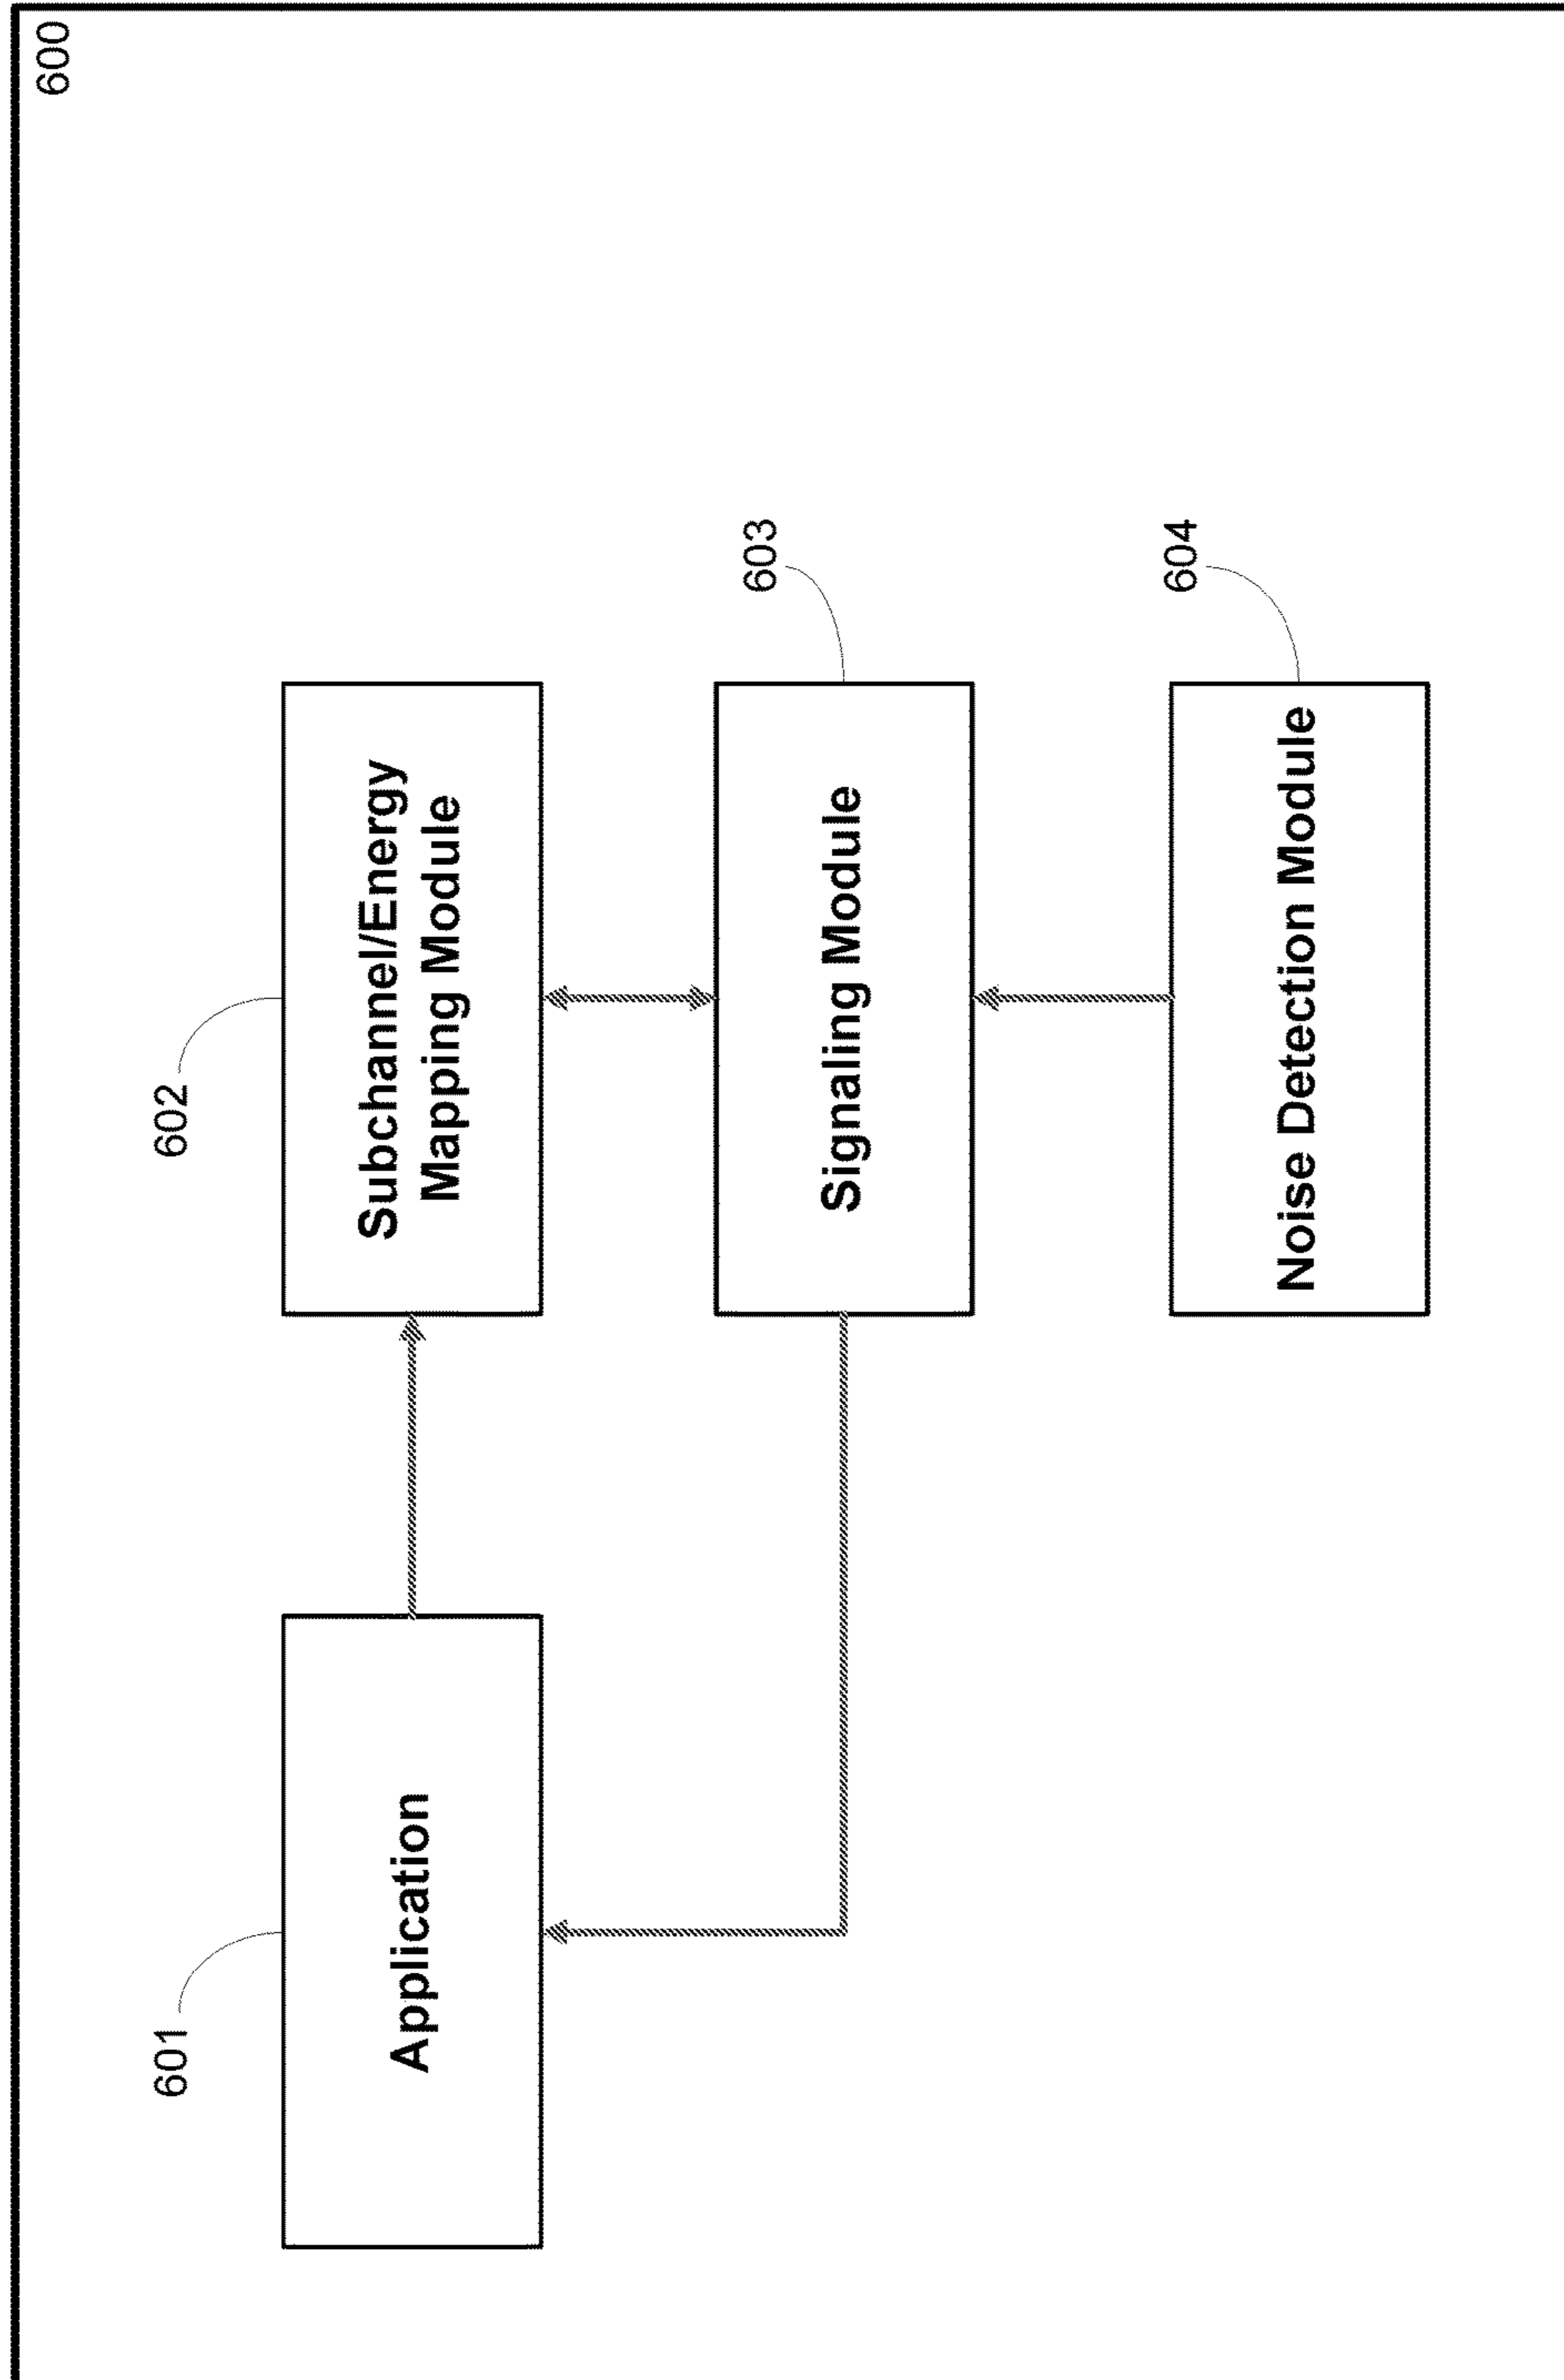 600
601
Application
602
Subchannel/Energy
Mapping Module
603
Signaling Module
604
Noise Detection Module